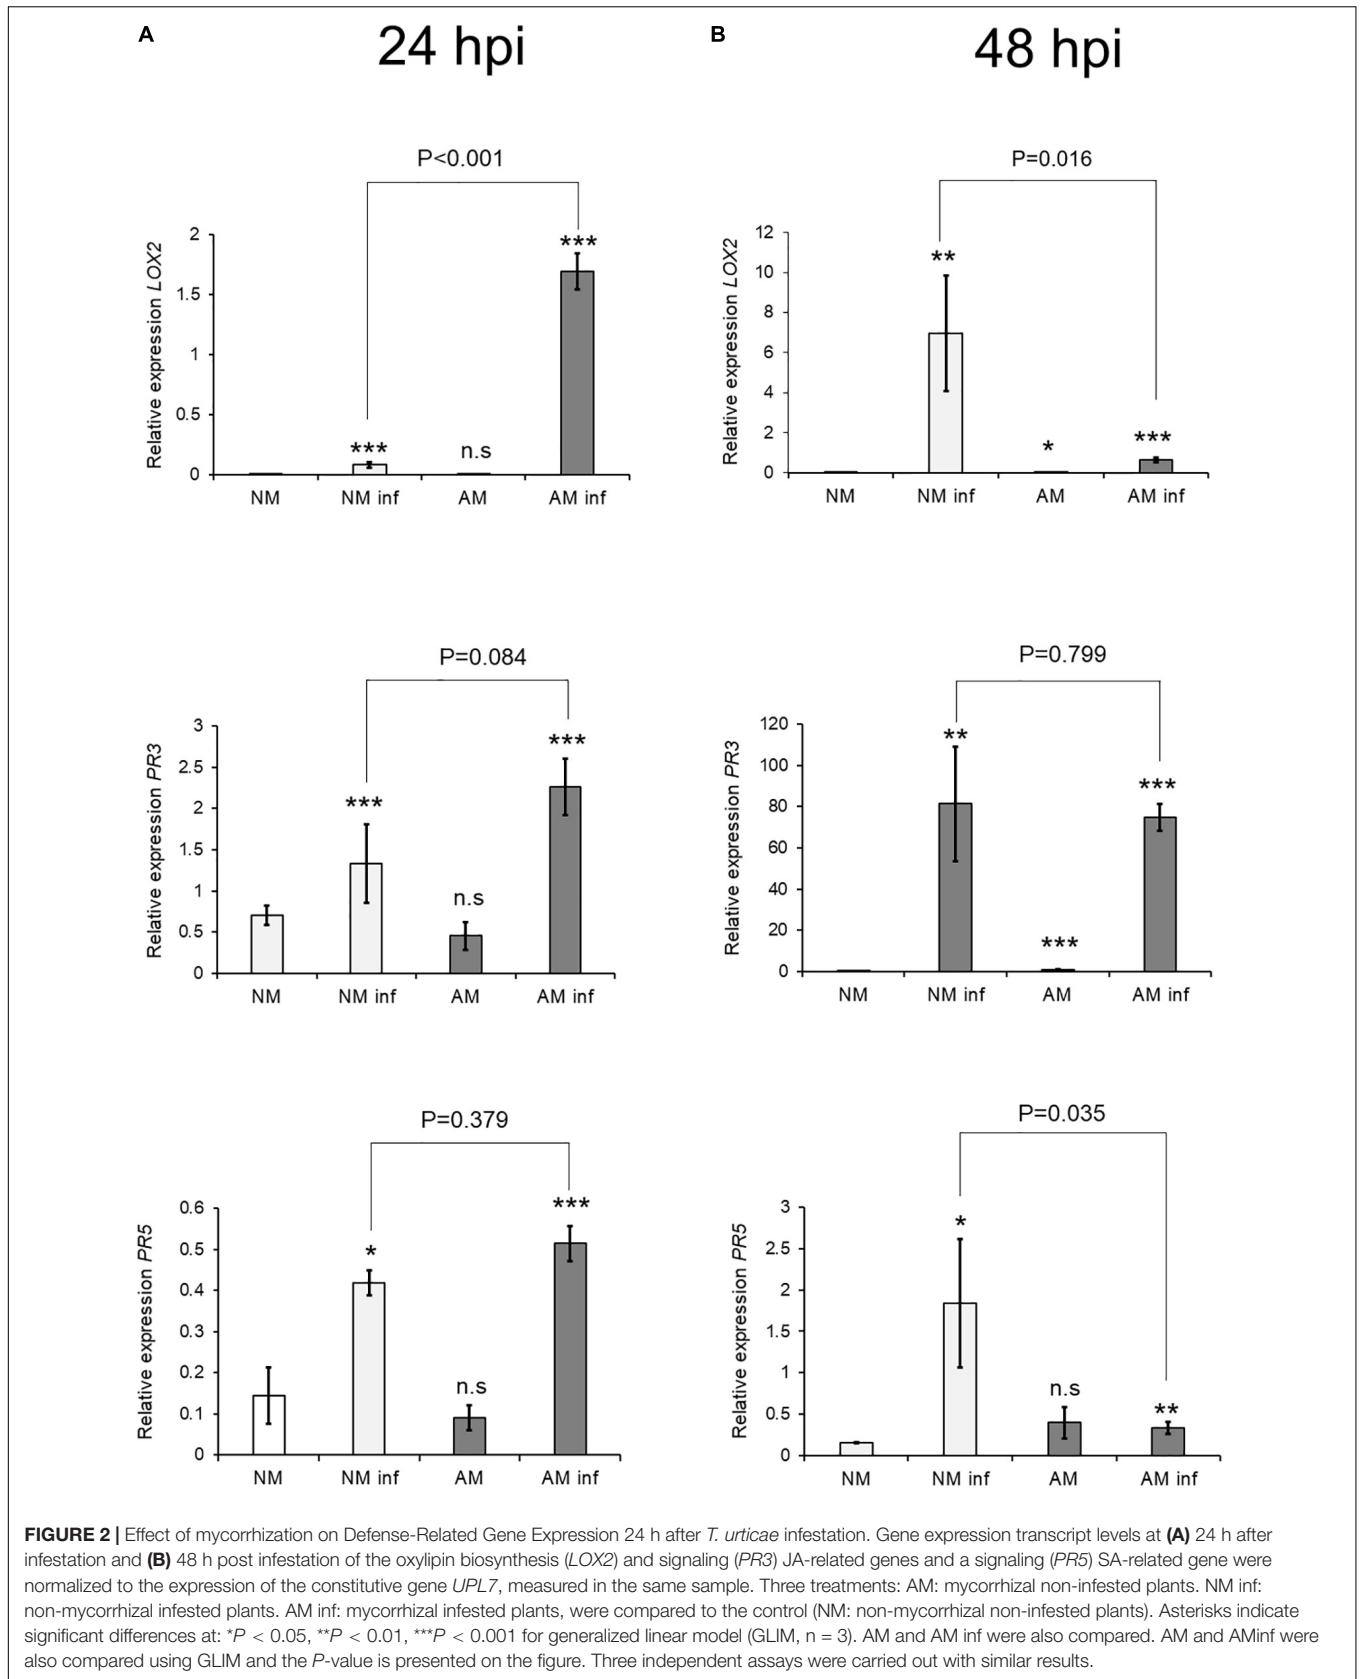 A
24 hpi
B
48 hpi
P<0.001
Relative expression LOX2
2
1.5
1
0.5
0
***
n.s
***
NM NM inf AM AM inf
P=0.016
Relative expression LOX2
12
10
8
6
4
2
0
**
*
***
NM NM inf AM AM inf
P=0.084
Relative expression PR3
3
2.5
2
1.5
1
0.5
0
***
n.s
***
NM NM inf AM AM inf
P=0.799
Relative expression PR3
120
100
80
60
40
20
0
**
***
***
NM NM inf AM AM inf
P=0.379
Relative expression PR5
0.6
0.5
0.4
0.3
0.2
0.1
0
*
n.s
***
NM NM inf AM AM inf
P=0.035
Relative expression PR5
3
2.5
2
1.5
1
0.5
0
*
n.s
**
NM NM inf AM AM inf
FIGURE 2 | Effect of mycorrhization on Defense-Related Gene Expression 24 h after T. urticae infestation. Gene expression transcript levels at (A) 24 h after
infestation and (B) 48 h post infestation of the oxylipin biosynthesis (LOX2) and signaling (PR3) JA-related genes and a signaling (PR5) SA-related gene were
normalized to the expression of the constitutive gene UPL7, measured in the same sample. Three treatments: AM: mycorrhizal non-infested plants. NM inf:
non-mycorrhizal infested plants. AM inf: mycorrhizal infested plants, were compared to the control (NM: non-mycorrhizal non-infested plants). Asterisks indicate
significant differences at: *P < 0.05, **P < 0.01, ***P < 0.001 for generalized linear model (GLIM, n = 3). AM and AM inf were also compared. AM and AMinf were
also compared using GLIM and the P-value is presented on the figure. Three independent assays were carried out with similar results.